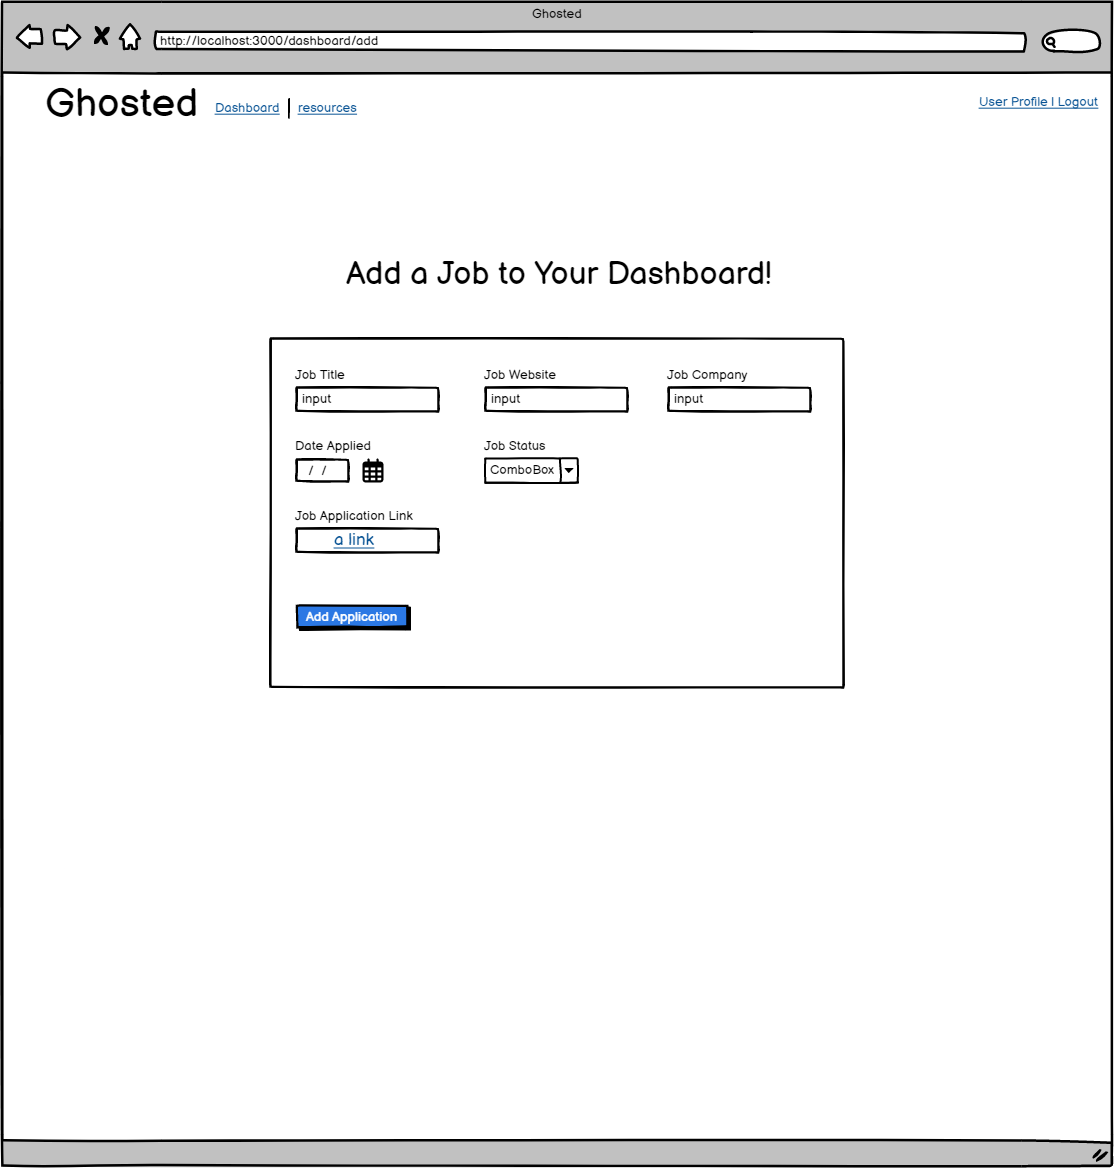 Ghosted
http://localhost:3000/dashboard/add
Ghosted Dashboard | resources User Profile | Logout
Add a Job to Your Dashboard!
Job Title Job Website Job Company
input input input
Date Applied Job Status
/ / ComboBox
Job Application Link
a link
Add Application